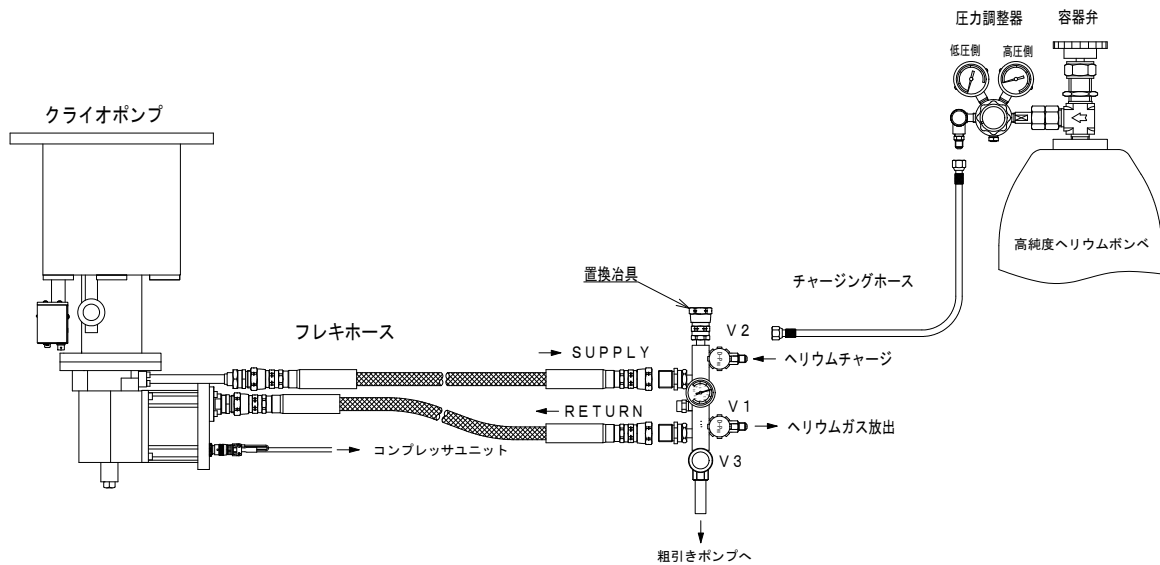 圧力調整器
容器弁
低圧側
高圧側
クライオポンプ
高純度ヘリウムボンベ
置換冶具
チャージングホース
フレキホース
V2
→ SUPPLY
← ヘリウムチャージ
← RETURN
V1
→ ヘリウムガス放出
→ コンプレッサユニット
V3
粗引きポンプへ